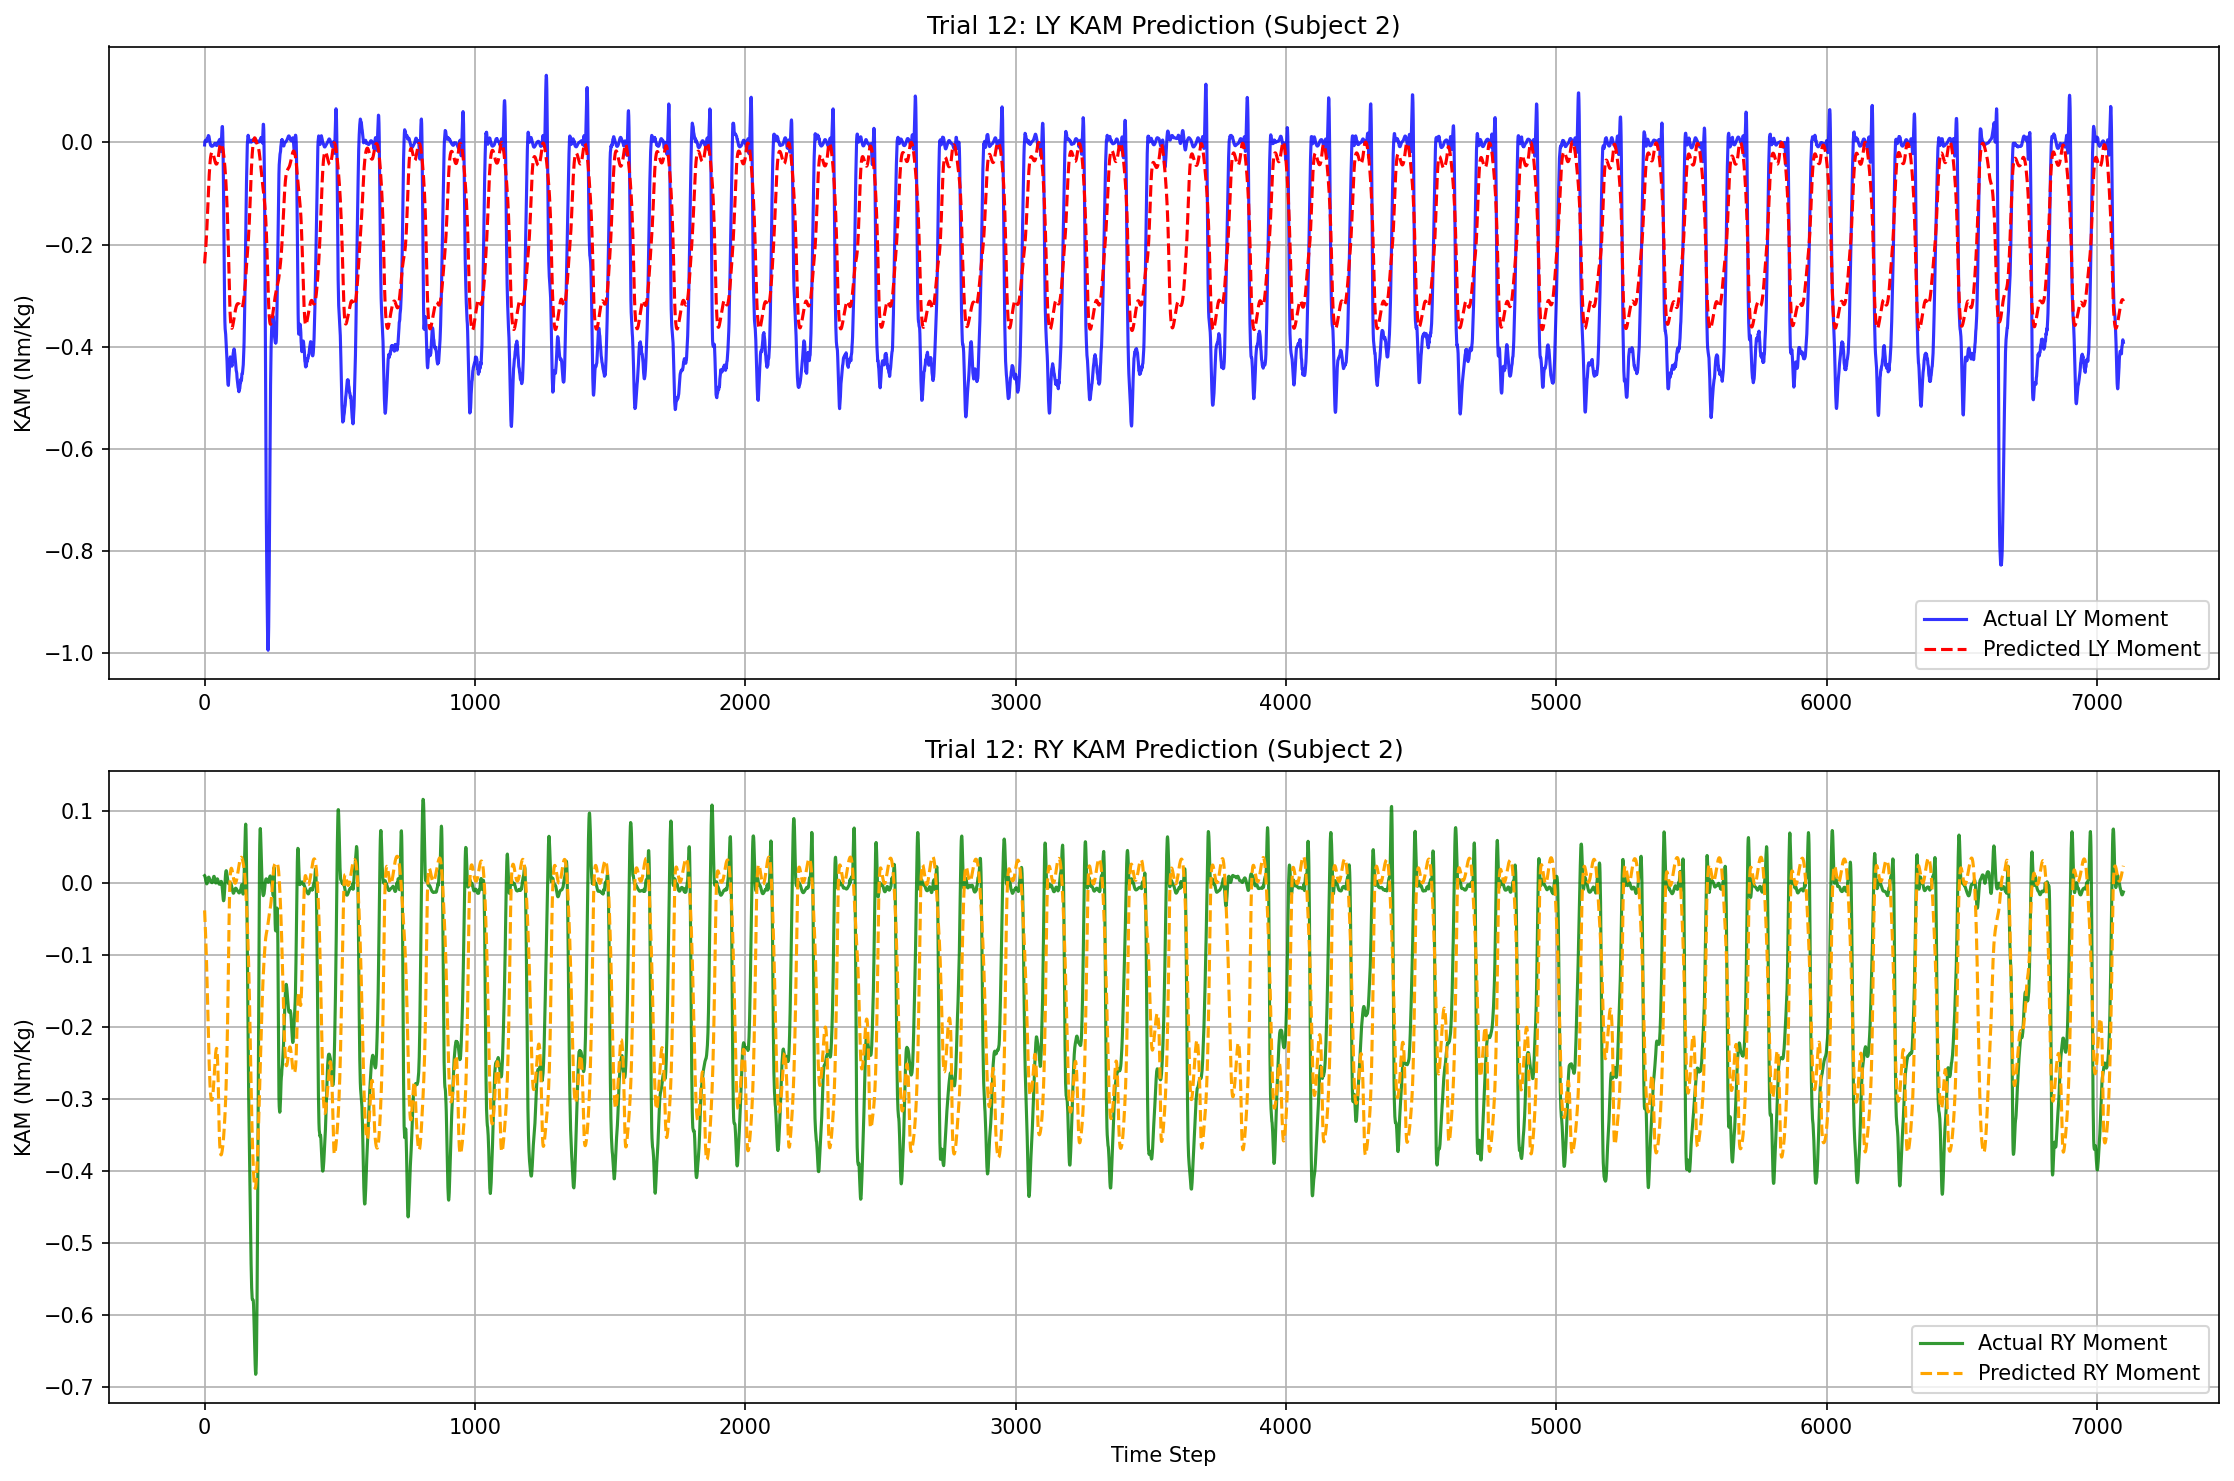 Trial 12: LY KAM Prediction (Subject 2)
KAM (Nm/Kg)
0.0
−0.2
−0.4
−0.6
−0.8
−1.0
Actual LY Moment
Predicted LY Moment
0 1000 2000 3000 4000 5000 6000 7000
Trial 12: RY KAM Prediction (Subject 2)
KAM (Nm/Kg)
0.1
0.0
−0.1
−0.2
−0.3
−0.4
−0.5
−0.6
−0.7
Actual RY Moment
Predicted RY Moment
0 1000 2000 3000 4000 5000 6000 7000
Time Step